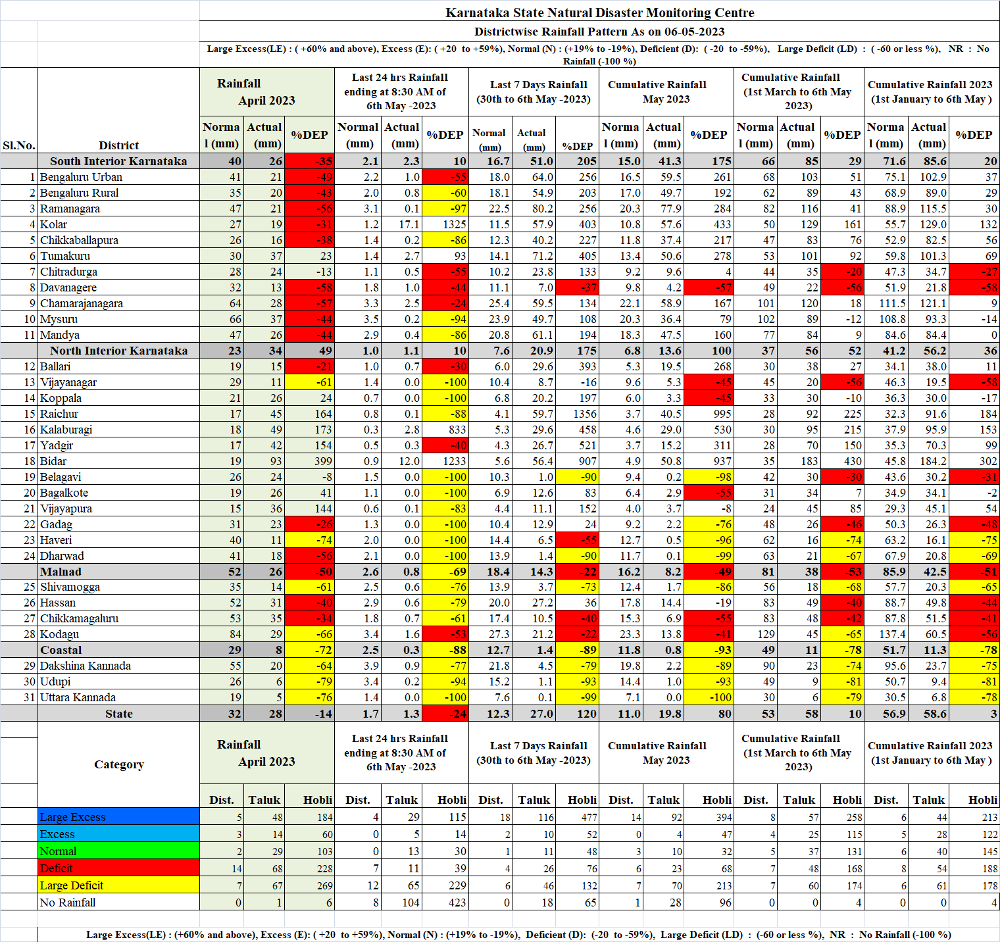 Karnataka State Natural Disaster Monitoring Centre
Districtwise Rainfall Pattern As on 06-05-2023
Large Excess(LE) : ( +60% and above), Excess (E): ( +20 to +59%), Normal (N) : (+19% to -19%), Deficient (D): ( -20 to -59%), Large Deficit (LD) : ( -60 or less %), NR : No
Rainfall (-100 %)
Sl.No. District Rainfall April 2023 Last 24 hrs Rainfall ending at 8:30 AM of 6th May -2023 Last 7 Days Rainfall (30th to 6th May -2023) Cumulative Rainfall May 2023 Cumulative Rainfall (1st March to 6th May 2023) Cumulative Rainfall 2023 (1st January to 6th May )
Normal (mm) Actual (mm) %DEP Normal (mm) Actual (mm) %DEP Normal (mm) Actual (mm) %DEP Normal (mm) Actual (mm) %DEP Normal (mm) Actual (mm) %DEP Normal (mm) Actual (mm) %DEP
South Interior Karnataka 40 26 -35 2.1 2.3 10 16.7 51.0 205 15.0 41.3 175 66 85 29 71.6 85.6 20
1 Bengaluru Urban 41 21 -49 2.2 1.0 -55 18.0 64.0 256 16.5 59.5 261 68 103 51 75.1 102.9 37
2 Bengaluru Rural 35 20 -43 2.0 0.8 -60 18.1 54.9 203 17.0 49.7 192 62 89 43 68.9 89.0 29
3 Ramanagara 47 21 -56 3.1 0.1 -97 22.5 80.2 256 20.3 77.9 284 82 116 41 88.9 115.5 30
4 Kolar 27 19 -31 1.2 17.1 1325 11.5 57.9 403 10.8 57.6 433 50 129 161 55.7 129.0 132
5 Chikkaballapura 26 16 -38 1.4 0.2 -86 12.3 40.2 227 11.8 37.4 217 47 83 76 52.9 82.5 56
6 Tumakuru 30 37 23 1.4 2.7 93 14.1 71.2 405 13.4 50.6 278 53 101 92 59.8 101.3 69
7 Chitradurga 28 24 -13 1.1 0.5 -55 10.2 23.8 133 9.2 9.6 4 44 35 -20 47.3 34.7 -27
8 Davanagere 32 13 -58 1.8 1.0 -44 11.1 7.0 -37 9.8 4.2 -57 49 22 -56 51.9 21.8 -58
9 Chamarajanagara 64 28 -57 3.3 2.5 -24 25.4 59.5 134 22.1 58.9 167 101 120 18 111.5 121.1 9
10 Mysuru 66 37 -44 3.5 0.2 -94 23.9 49.7 108 20.3 36.4 79 102 89 -12 108.8 93.3 -14
11 Mandya 47 26 -44 2.9 0.4 -86 20.8 61.1 194 18.3 47.5 160 77 84 9 84.6 84.4 0
North Interior Karnataka 23 34 49 1.0 1.1 10 7.6 20.9 175 6.8 13.6 100 37 56 52 41.2 56.2 36
12 Ballari 19 15 -21 1.0 0.7 -30 6.0 29.6 393 5.3 19.5 268 30 38 27 34.1 38.0 11
13 Vijayanagar 29 11 -61 1.4 0.0 -100 10.4 8.7 -16 9.6 5.3 -45 45 20 -56 46.3 19.5 -58
14 Koppala 21 26 24 0.7 0.0 -100 6.8 20.2 197 6.0 3.3 -45 33 30 -10 36.3 30.0 -17
15 Raichur 17 45 164 0.8 0.1 -88 4.1 59.7 1356 3.7 40.5 995 28 92 225 32.3 91.6 184
16 Kalaburagi 18 49 173 0.3 2.8 833 5.3 29.6 458 4.6 29.0 530 30 95 215 37.9 95.9 153
17 Yadgir 17 42 154 0.5 0.3 -40 4.3 26.7 521 3.7 15.2 311 28 70 150 35.3 70.3 99
18 Bidar 19 93 399 0.9 12.0 1233 5.6 56.4 907 4.9 50.8 937 35 183 430 45.8 184.2 302
19 Belagavi 26 24 -8 1.5 0.0 -100 10.3 1.0 -90 9.4 0.2 -98 42 30 -30 43.6 30.2 -31
20 Bagalkote 19 26 41 1.1 0.0 -100 6.9 12.6 83 6.4 2.9 -55 31 34 7 34.9 34.1 -2
21 Vijayapura 15 36 144 0.6 0.1 -83 4.4 11.1 152 4.0 3.7 -8 24 45 85 29.3 45.1 54
22 Gadag 31 23 -26 1.3 0.0 -100 10.4 12.9 24 9.2 2.2 -76 48 26 -46 50.3 26.3 -48
23 Haveri 40 11 -74 2.0 0.0 -100 14.4 6.5 -55 12.7 0.5 -96 62 16 -74 63.2 16.1 -75
24 Dharwad 41 18 -56 2.1 0.0 -100 13.9 1.4 -90 11.7 0.1 -99 63 21 -67 67.9 20.8 -69
Malnad 52 26 -50 2.6 0.8 -69 18.4 14.3 -22 16.2 8.2 -49 81 38 -53 85.9 42.5 -51
25 Shivamogga 35 14 -61 2.5 0.6 -76 13.9 3.7 -73 12.4 1.7 -86 56 18 -68 57.7 20.3 -65
26 Hassan 52 31 -40 2.9 0.6 -79 20.0 27.2 36 17.8 14.4 -19 83 49 -40 88.7 49.8 -44
27 Chikkamagaluru 53 35 -34 1.8 0.7 -61 17.4 10.5 -40 15.3 6.9 -55 83 48 -42 87.8 51.5 -41
28 Kodagu 84 29 -66 3.4 1.6 -53 27.3 21.2 -22 23.3 13.8 -41 129 45 -65 137.4 60.5 -56
Coastal 29 8 -72 2.5 0.3 -88 12.7 1.4 -89 11.8 0.8 -93 49 11 -78 51.7 11.3 -78
29 Dakshina Kannada 55 20 -64 3.9 0.9 -77 21.8 4.5 -79 19.8 2.2 -89 90 23 -74 95.6 23.7 -75
30 Udupi 26 6 -79 3.4 0.2 -94 15.2 1.1 -93 14.4 1.0 -93 49 9 -81 50.7 9.4 -81
31 Uttara Kannada 19 5 -76 1.4 0.0 -100 7.6 0.1 -99 7.1 0.0 -100 30 6 -79 30.5 6.8 -78
State 32 28 -14 1.7 1.3 -24 12.3 27.0 120 11.0 19.8 80 53 58 10 56.9 58.6 3
Category Rainfall April 2023 Last 24 hrs Rainfall ending at 8:30 AM of 6th May -2023 Last 7 Days Rainfall (30th to 6th May -2023) Cumulative Rainfall May 2023 Cumulative Rainfall (1st March to 6th May 2023) Cumulative Rainfall 2023 (1st January to 6th May )
Dist. Taluk Hobli Dist. Taluk Hobli Dist. Taluk Hobli Dist. Taluk Hobli Dist. Taluk Hobli Dist. Taluk Hobli
Large Excess 5 48 184 4 29 115 18 116 477 14 92 394 8 57 258 6 44 213
Excess 3 14 60 0 5 14 2 10 52 0 4 47 4 25 115 5 28 122
Normal 2 29 103 0 13 30 1 11 48 3 10 32 5 37 131 6 40 145
Deficit 14 68 228 7 11 39 4 26 76 6 23 68 7 48 168 8 54 188
Large Deficit 7 67 269 12 65 229 6 46 132 7 70 213 7 60 174 6 61 178
No Rainfall 0 1 6 8 104 423 0 18 65 1 28 96 0 0 4 0 0 4
Large Excess(LE) : (+60% and above), Excess (E): ( +20 to +59%), Normal (N) : (+19% to -19%), Deficient (D): (-20 to -59%), Large Deficit (LD) : (-60 or less %), NR : No Rainfall (-100 %)